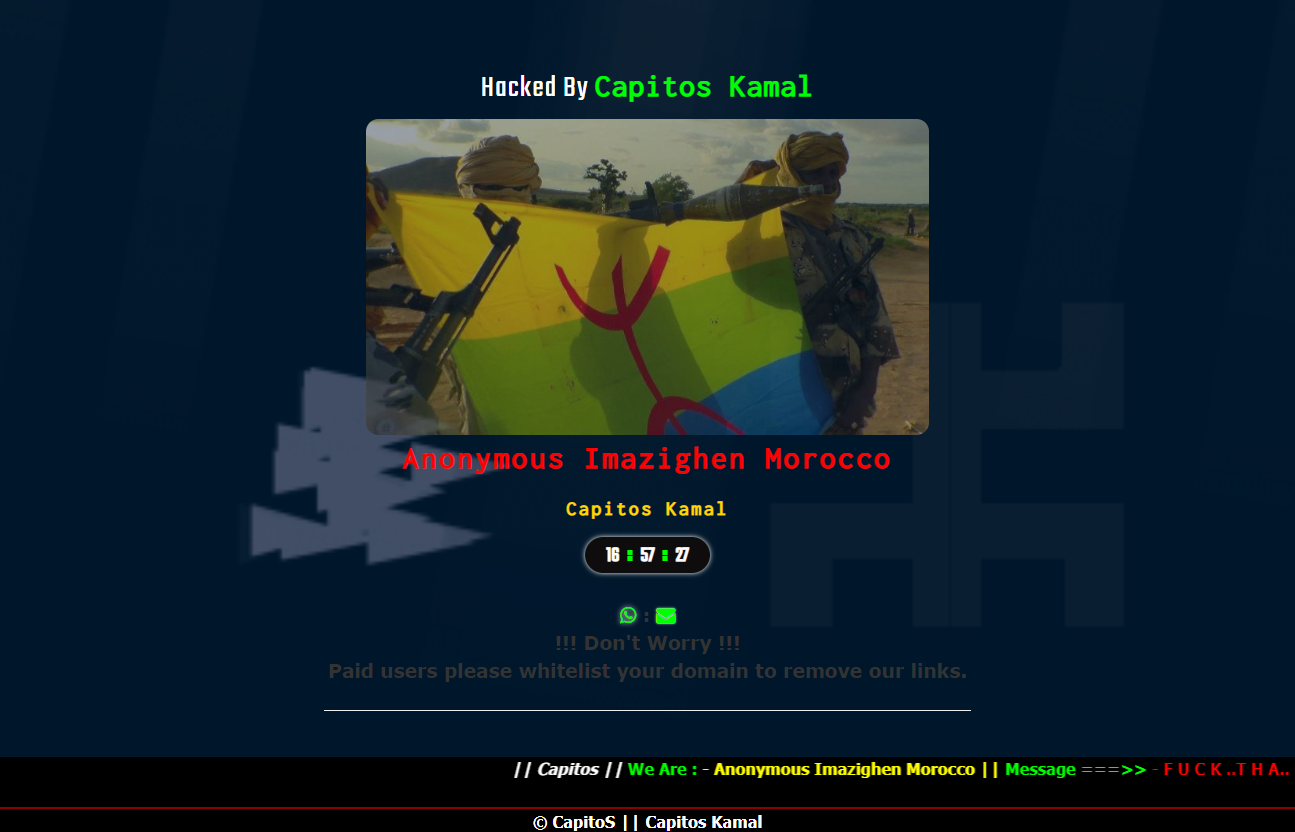 Hacked By Capitos Kamal
Anonymous Imazighen Morocco
Capitos Kamal
16 : 57 : 27
:
!!! Don't Worry !!!
Paid users please whitelist your domain to remove our links.
// Capitos // We Are : - Anonymous Imazighen Morocco || Message ===>> - F U C K ..T H A..
© CapitoS || Capitos Kamal